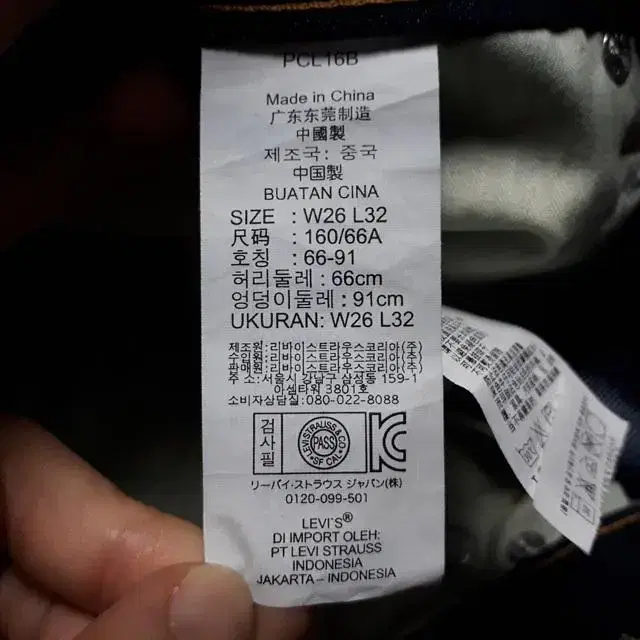 PCL16B
Made in China
广东东莞制造
中國製
제조국: 중국
中国製
BUATAN CINA
SIZE : W26 L32
尺码 : 160/66A
호칭 : 66-91
허리둘레 : 66cm
엉덩이둘레 : 91cm
UKURAN: W26 L32
제조원: 리바이스트라우스코리아(주)
수입원: 리바이스트라우스코리아(주)
판매원: 리바이스트라우스코리아(주)
주 소: 서울시 강남구 삼성동 159-1
아셈타워 3801호
소비자상담실:080-022-8088
검사필
LEVI STRAUSS & CO
PASS
SF CAL
リーバイ・ストラウス ジャパン(株)
0120-099-501
LEVI'S®
DI IMPORT OLEH:
PT LEVI STRAUSS
INDONESIA
JAKARTA – INDONESIA